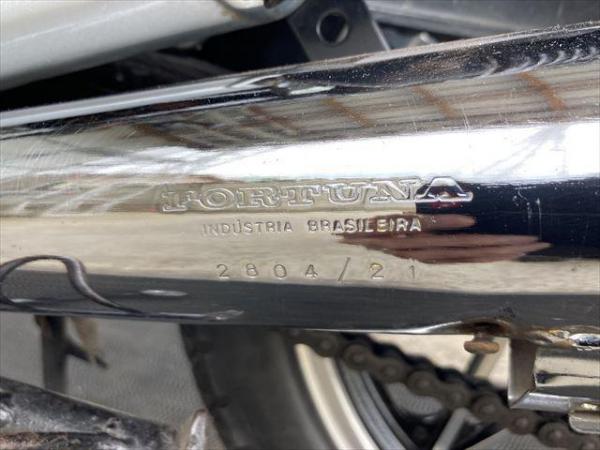 FORTUNA
INDÚSTRIA BRASILEIRA
2804/21